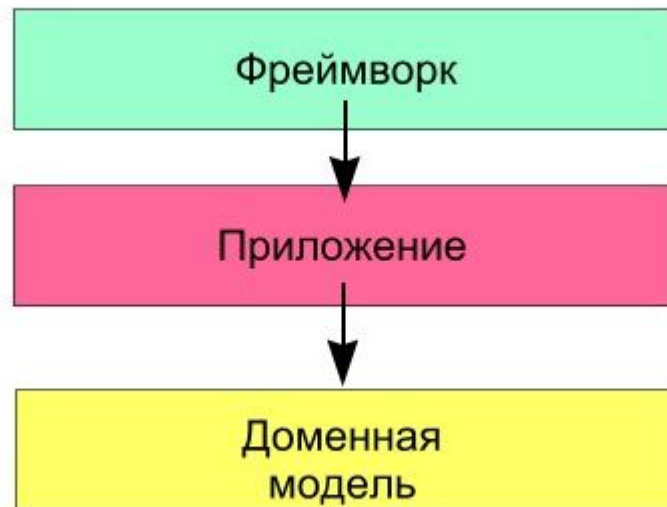 Фреймворк
Приложение
Доменная
модель